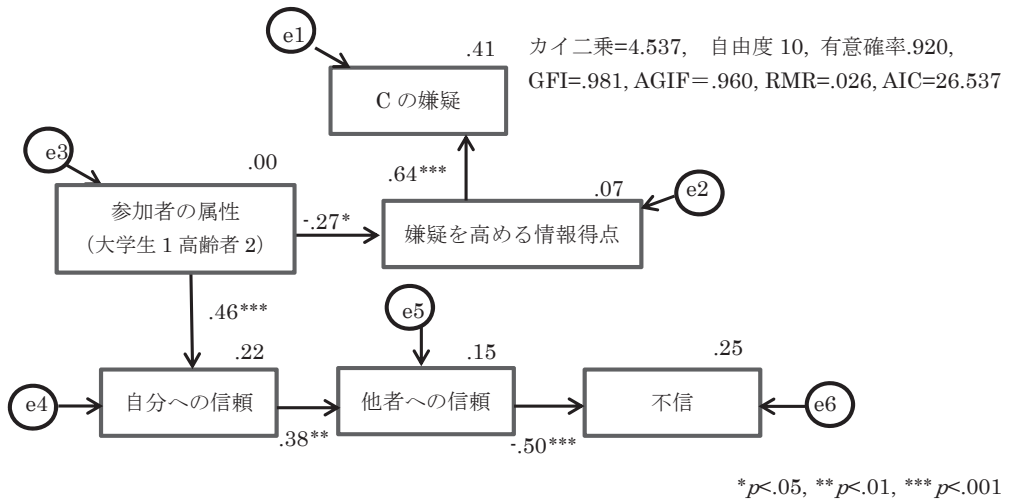 e1
.41
カイ二乗=4.537, 自由度 10, 有意確率.920,
GFI=.981, AGIF＝.960, RMR=.026, AIC=26.537
C の嫌疑
e3
.00
.64***
.07
e2
参加者の属性
（大学生 1 高齢者 2）
-.27*
嫌疑を高める情報得点
.46***
e5
.22
.15
.25
e4
自分への信頼
他者への信頼
不信
e6
.38**
-.50***
*p<.05, **p<.01, ***p<.001